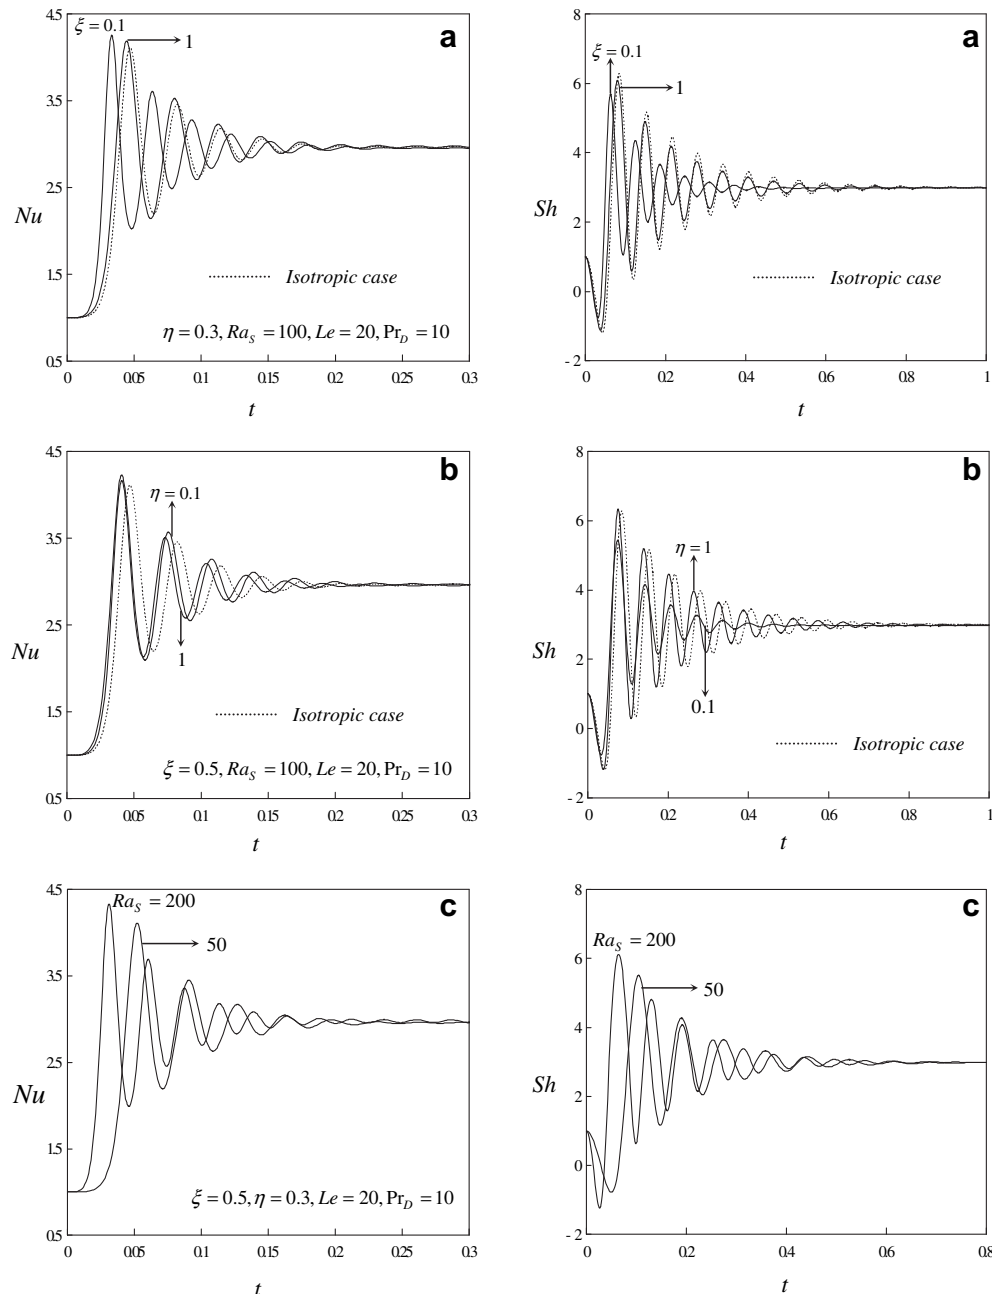 4.5
3.5
2.5
1.5
0.5
Nu
ξ = 0.1
1
a
Isotropic case
η = 0.3, Ra_S = 100, Le = 20, Pr_D = 10
0
0.05
0.1
0.15
0.2
0.25
0.3
t
8
6
4
2
0
-2
Sh
ξ = 0.1
1
a
Isotropic case
0
0.2
0.4
0.6
0.8
1
t
4.5
3.5
2.5
1.5
0.5
Nu
η = 0.1
1
b
Isotropic case
ξ = 0.5, Ra_S = 100, Le = 20, Pr_D = 10
0
0.05
0.1
0.15
0.2
0.25
0.3
t
8
6
4
2
0
-2
Sh
η = 1
0.1
b
Isotropic case
0
0.2
0.4
0.6
0.8
1
t
4.5
3.5
2.5
1.5
0.5
Nu
Ra_S = 200
50
c
ξ = 0.5, η = 0.3, Le = 20, Pr_D = 10
0
0.05
0.1
0.15
0.2
0.25
0.3
t
8
6
4
2
0
-2
Sh
Ra_S = 200
50
c
0
0.2
0.4
0.6
0.8
t